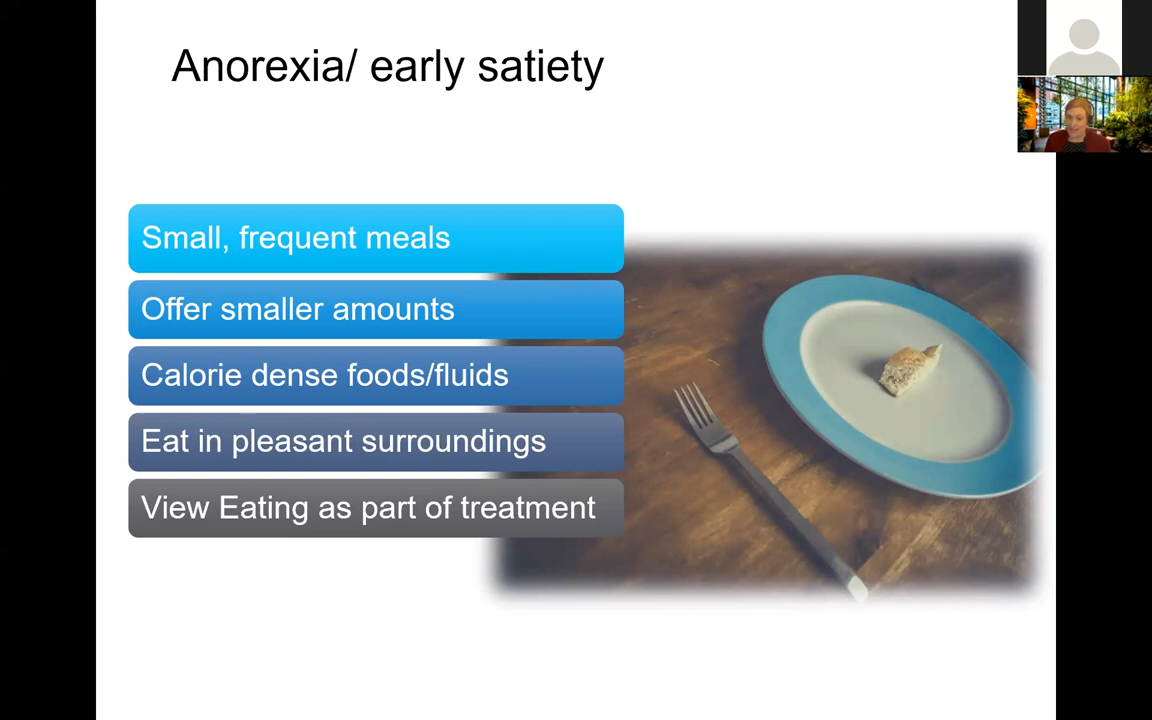 Anorexia/ early satiety
Small, frequent meals
Offer smaller amounts
Calorie dense foods/fluids
Eat in pleasant surroundings
View Eating as part of treatment